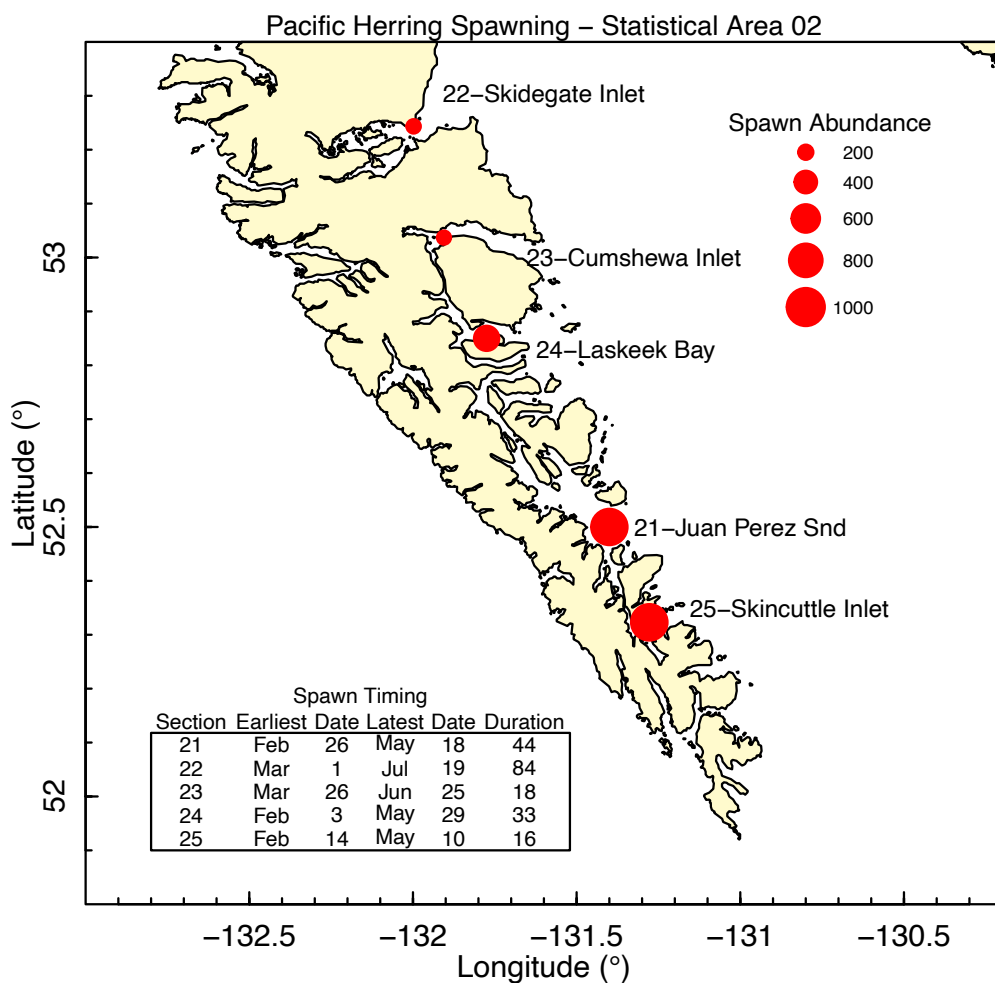 Pacific Herring Spawning − Statistical Area 02
22−Skidegate Inlet
Spawn Abundance
200
400
600
800
1000
23−Cumshewa Inlet
24−Laskeek Bay
21−Juan Perez Snd
25−Skincuttle Inlet
Latitude (°)
53
52.5
52
Spawn Timing
Section Earliest Date Latest Date Duration
21 Feb 26 May 18 44
22 Mar 1 Jul 19 84
23 Mar 26 Jun 25 18
24 Feb 3 May 29 33
25 Feb 14 May 10 16
−132.5 −132 −131.5 −131 −130.5
Longitude (°)